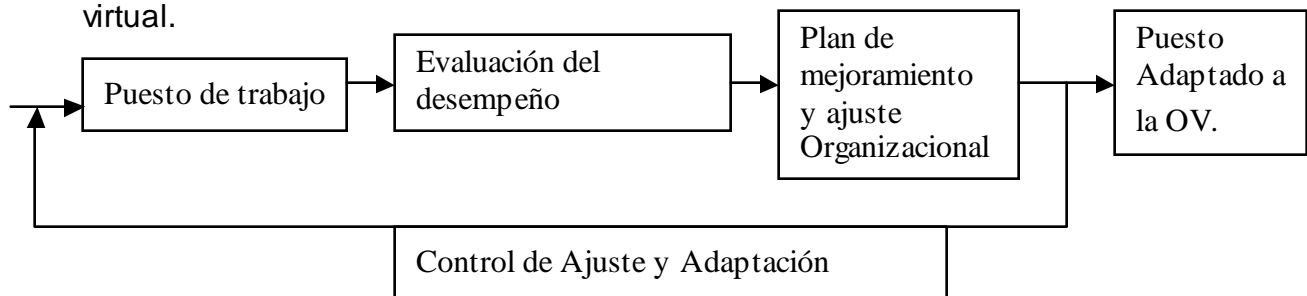 virtual.
Puesto de trabajo
Evaluación del
desempeño
Plan de
mejoramiento
y ajuste
Organizacional
Puesto
Adaptado a
la OV.
Control de Ajuste y Adaptación